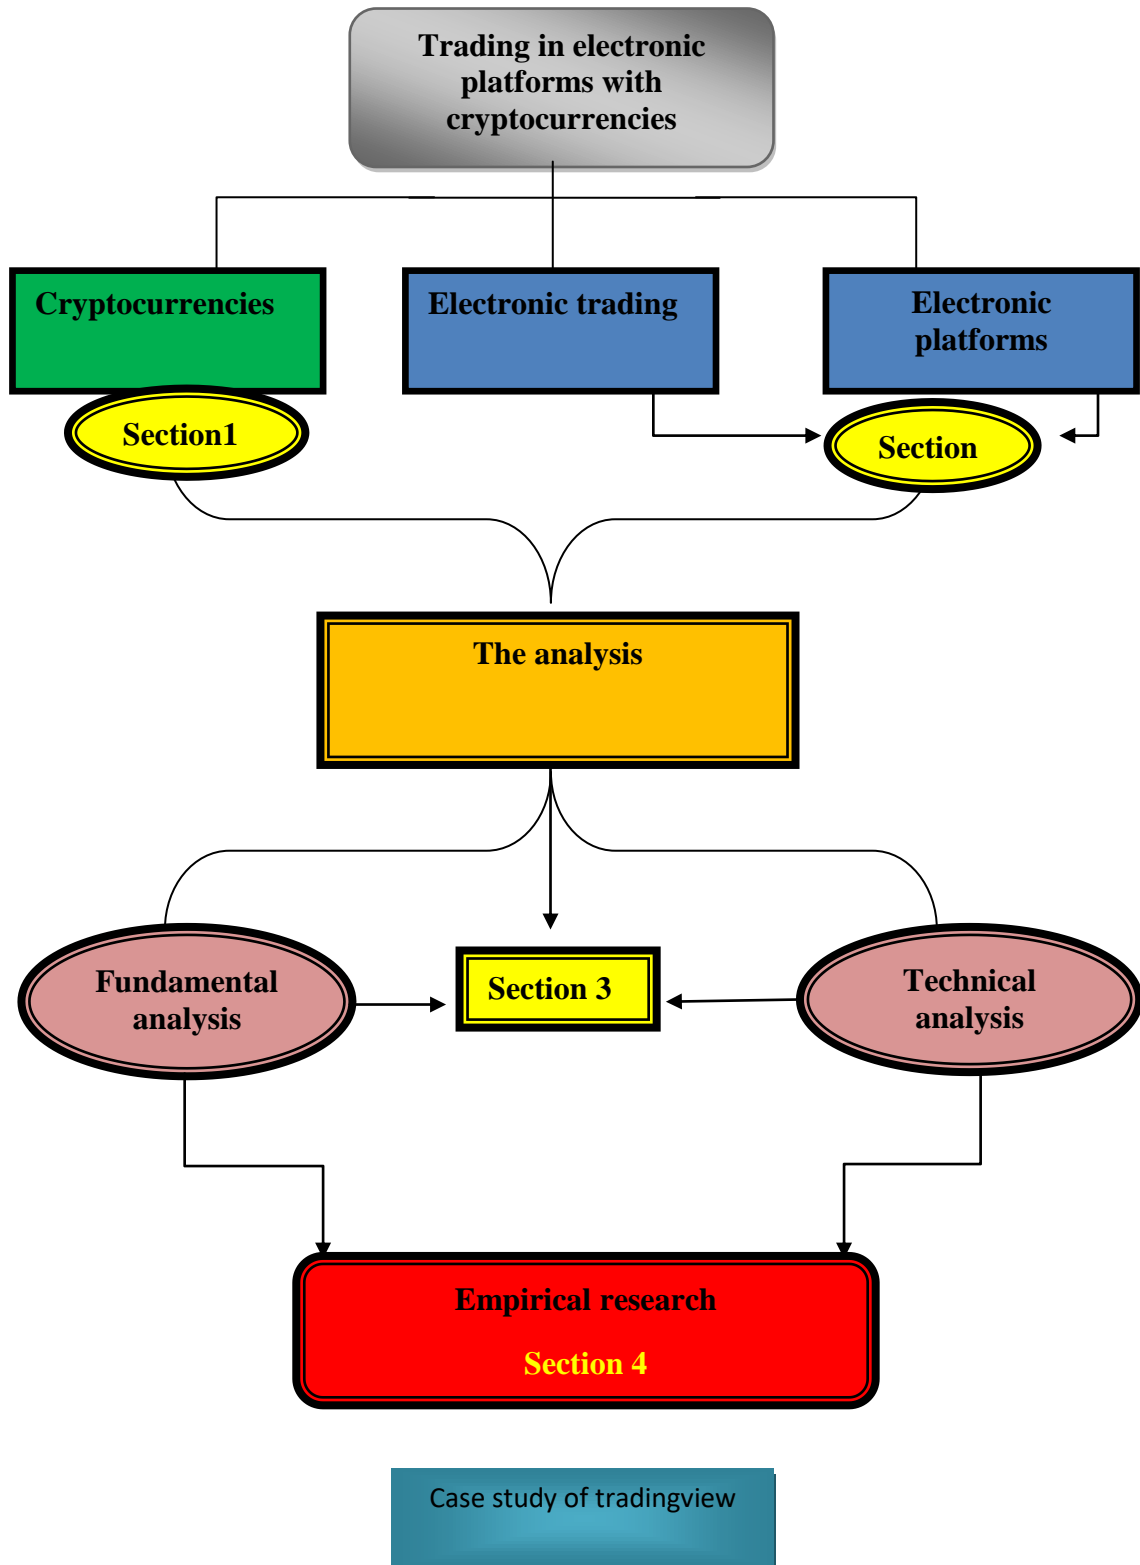 Trading in electronic
platforms with
cryptocurrencies
Cryptocurrencies
Electronic trading
Electronic
platforms
Section1
Section
The analysis
Fundamental
analysis
Section 3
Technical
analysis
Empirical research
Section 4
Case study of tradingview